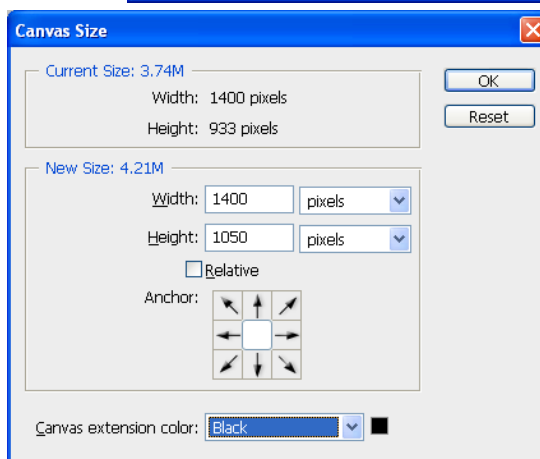 Canvas Size
Current Size: 3.74M
OK
Width: 1400 pixels
Reset
Height: 933 pixels
New Size: 4.21M
Width: 1400 pixels
Height: 1050 pixels
Relative
Anchor:
Canvas extension color: Black